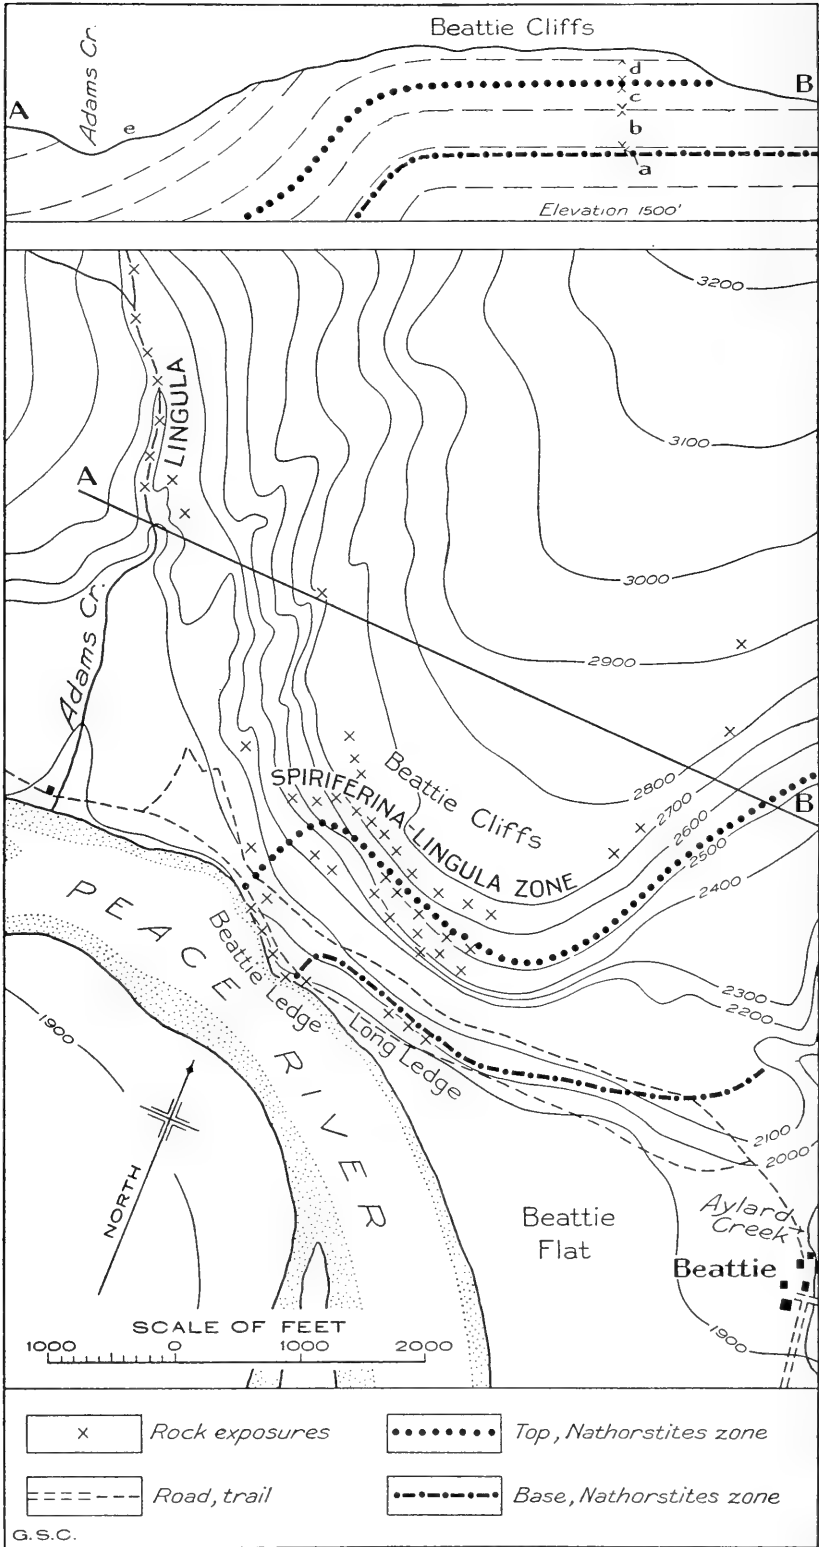 Beattie Cliffs
Adams Cr.
A
B
e
d
c
b
a
Elevation 1500'
3200
LINGULA
3100
A
3000
Adams Cr.
2900
Beattie Cliffs
2800
SPIRIFERINA-LINGULA ZONE
B
2700
2600
2500
2400
PEACE RIVER
Beattie Ledge
2300
2200
1900
Long Ledge
2100
2000
NORTH
Aylard
Creek
Beattie
Flat
Beattie
1900
SCALE OF FEET
1000 0 1000 2000
x Rock exposures
Top, Nathorstites zone
Road, trail
Base, Nathorstites zone
G.S.C.